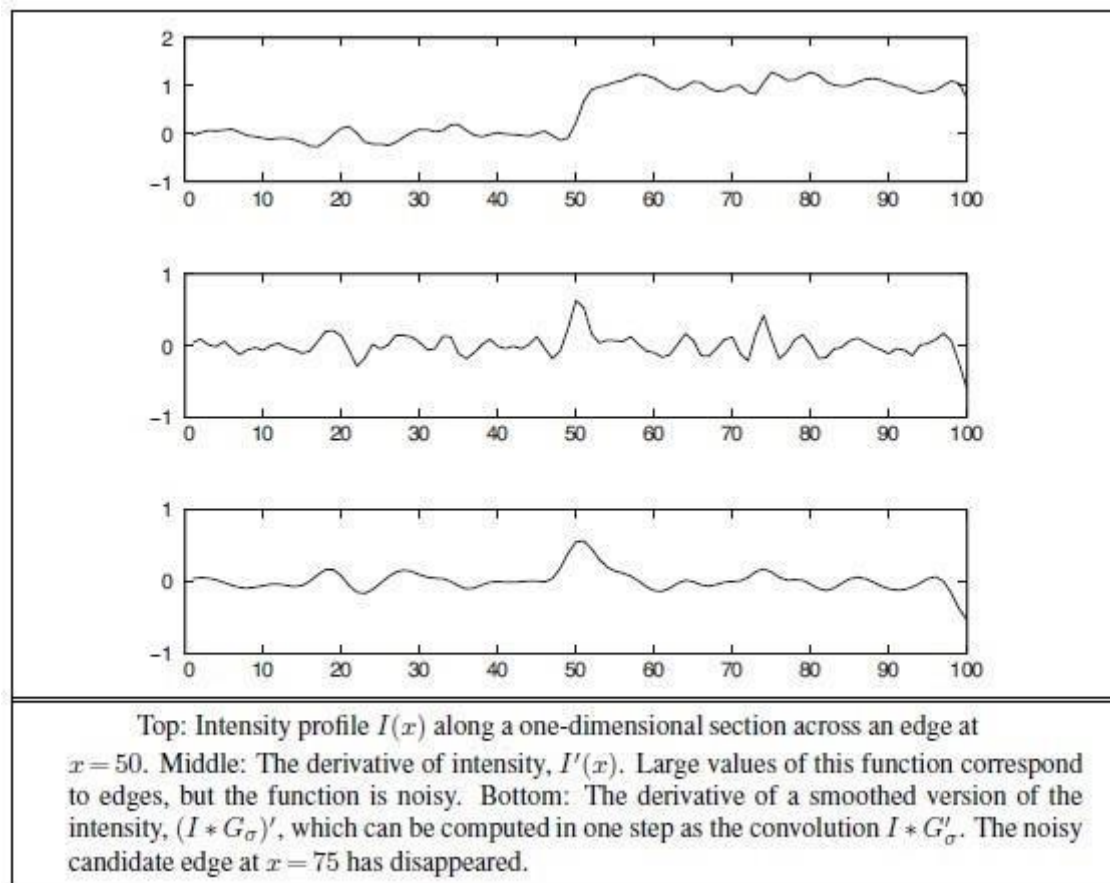 2
1
0
−1
0 10 20 30 40 50 60 70 80 90 100
1
0
−1
0 10 20 30 40 50 60 70 80 90 100
1
0
−1
0 10 20 30 40 50 60 70 80 90 100
Top: Intensity profile I(x) along a one-dimensional section across an edge at
x = 50. Middle: The derivative of intensity, I′(x). Large values of this function correspond
to edges, but the function is noisy. Bottom: The derivative of a smoothed version of the
intensity, (I ∗ Gσ)′, which can be computed in one step as the convolution I ∗ G′σ. The noisy
candidate edge at x = 75 has disappeared.